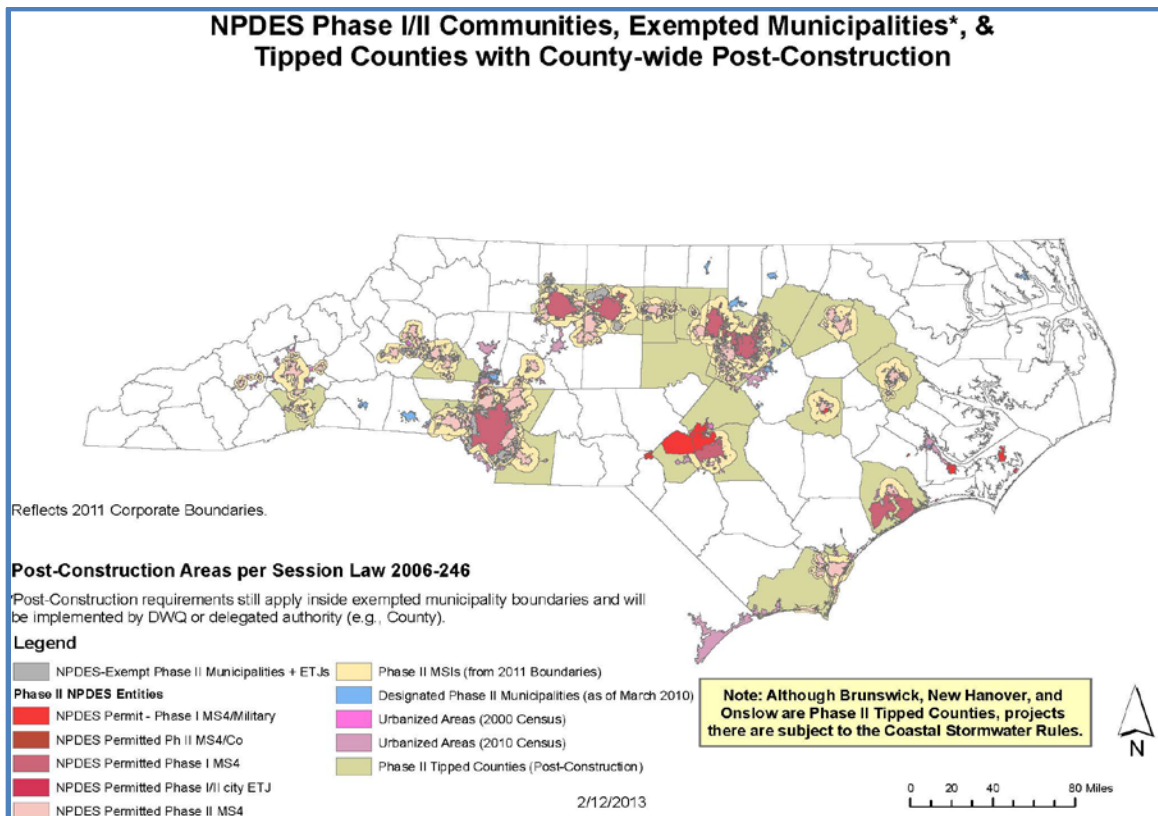 NPDES Phase I/II Communities, Exempted Municipalities*, &
Tipped Counties with County-wide Post-Construction
Reflects 2011 Corporate Boundaries.
Post-Construction Areas per Session Law 2006-246
*Post-Construction requirements still apply inside exempted municipality boundaries and will
be implemented by DWQ or delegated authority (e.g., County).
Legend
NPDES-Exempt Phase II Municipalities + ETJs
Phase II NPDES Entities
NPDES Permit - Phase I MS4/Military
NPDES Permitted Ph II MS4/Co
NPDES Permitted Phase I MS4
NPDES Permitted Phase I/II city ETJ
NPDES Permitted Phase II MS4
Phase II MSIs (from 2011 Boundaries)
Designated Phase II Municipalities (as of March 2010)
Urbanized Areas (2000 Census)
Urbanized Areas (2010 Census)
Phase II Tipped Counties (Post-Construction)
2/12/2013
Note: Although Brunswick, New Hanover, and
Onslow are Phase II Tipped Counties, projects
there are subject to the Coastal Stormwater Rules.
N
0 20 40 80 Miles